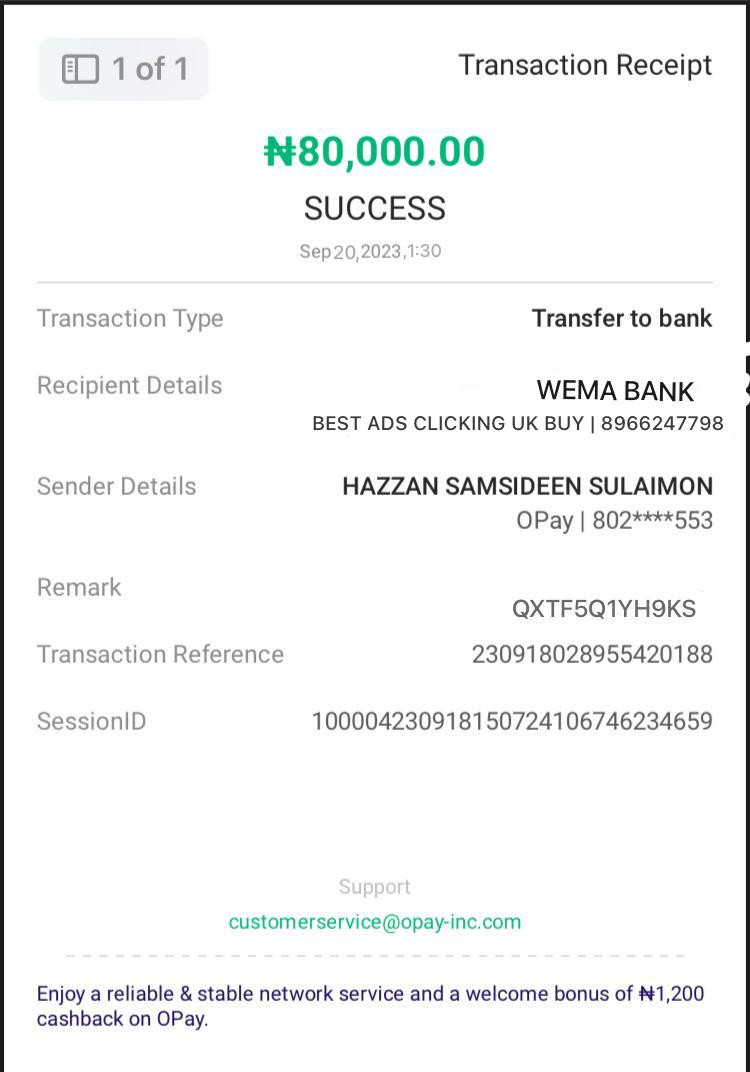 1 of 1
Transaction Receipt
₦80,000.00
SUCCESS
Sep20,2023,1:30
Transaction Type Transfer to bank
Recipient Details WEMA BANK
BEST ADS CLICKING UK BUY | 8966247798
Sender Details HAZZAN SAMSIDEEN SULAIMON
OPay | 802****553
Remark
QXTF5Q1YH9KS
Transaction Reference 230918028955420188
SessionID 100004230918150724106746234659
Support
customerservice@opay-inc.com
Enjoy a reliable & stable network service and a welcome bonus of ₦1,200
cashback on OPay.